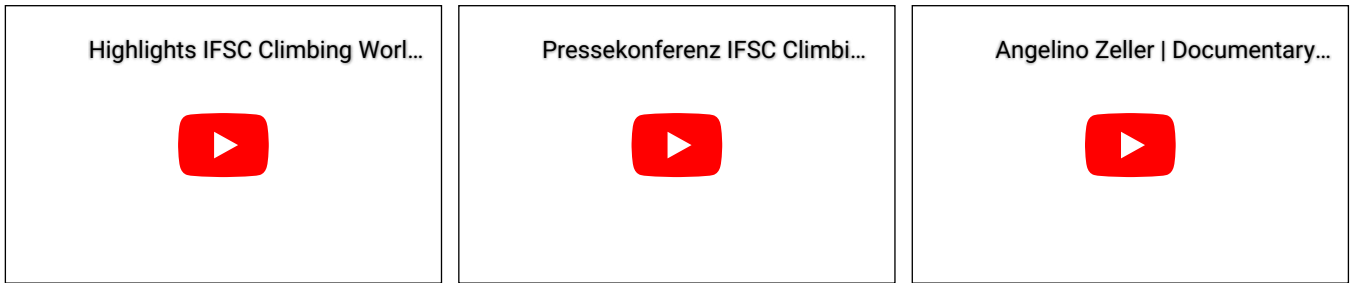 Highlights IFSC Climbing Worl...
Pressekonferenz IFSC Climbi...
Angelino Zeller | Documentary...